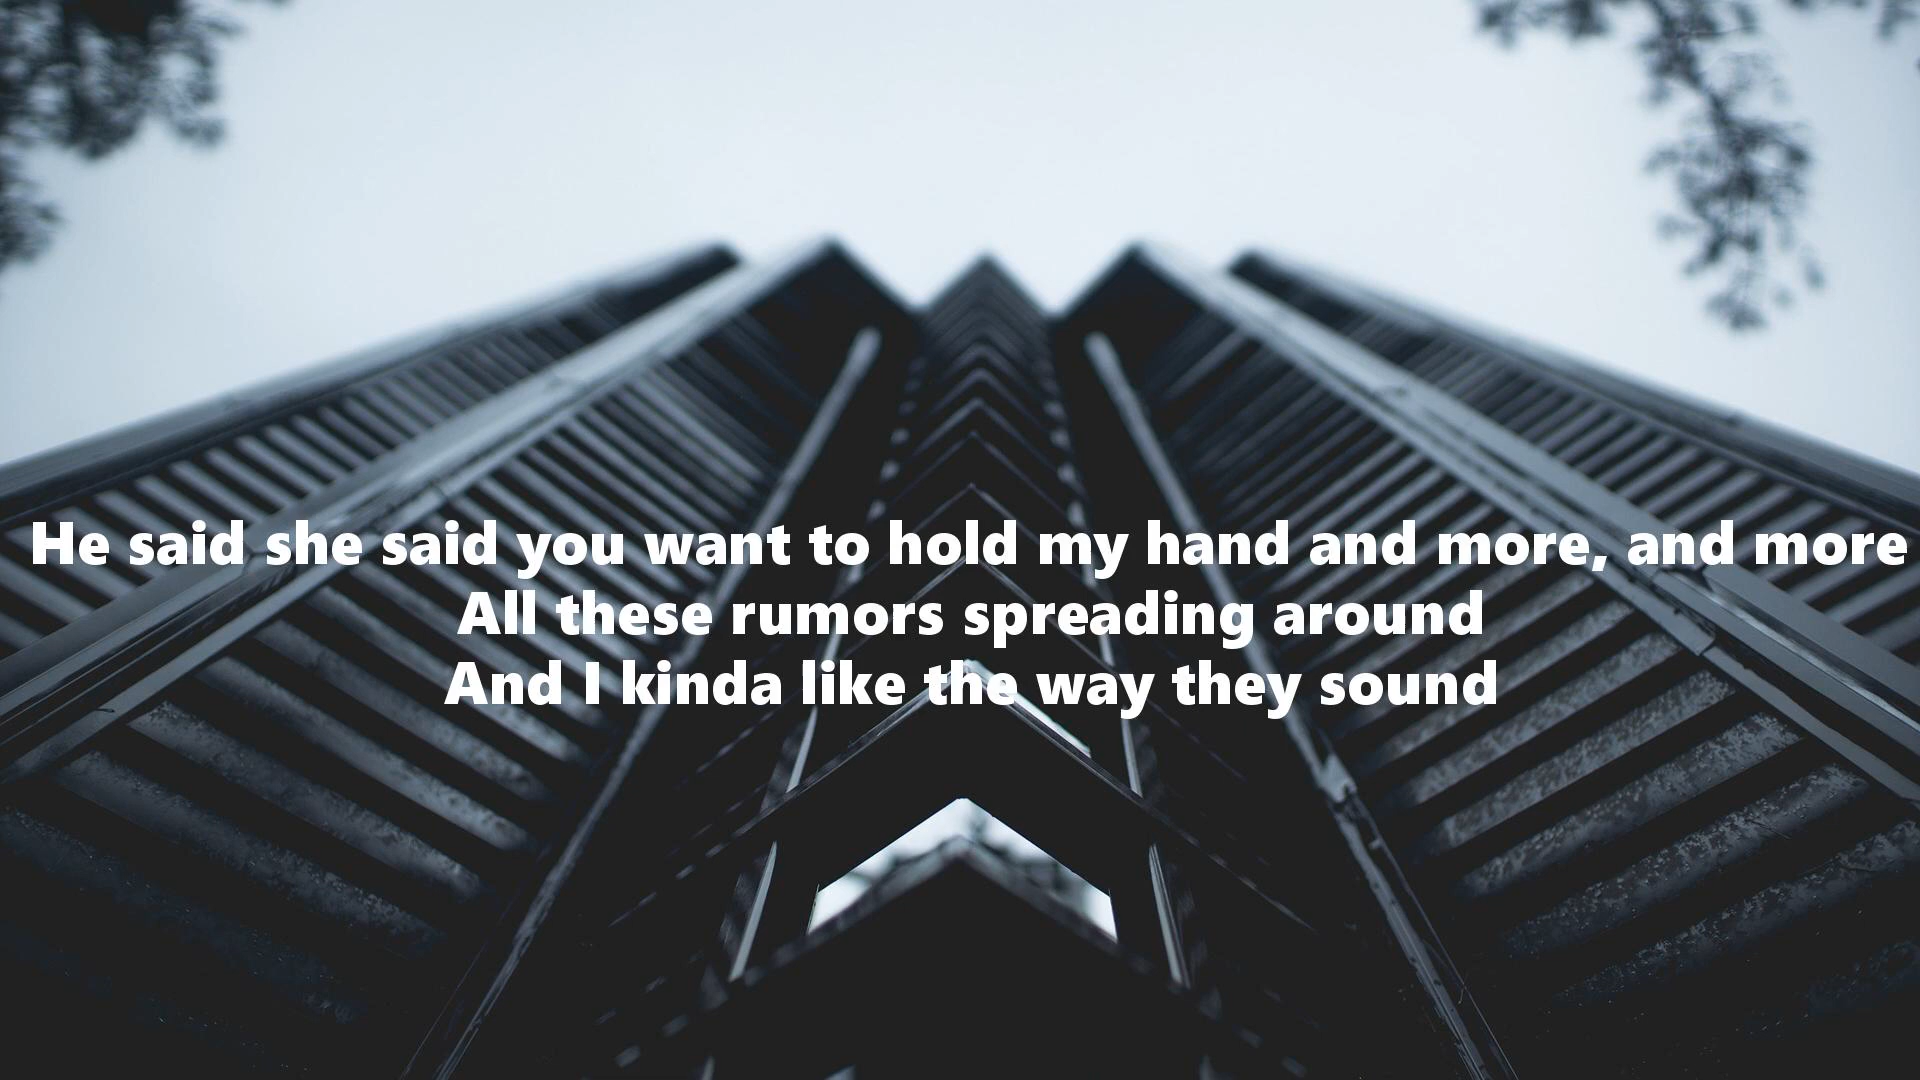 He said she said you want to hold my hand and more, and more
All these rumors spreading around
And I kinda like the way they sound